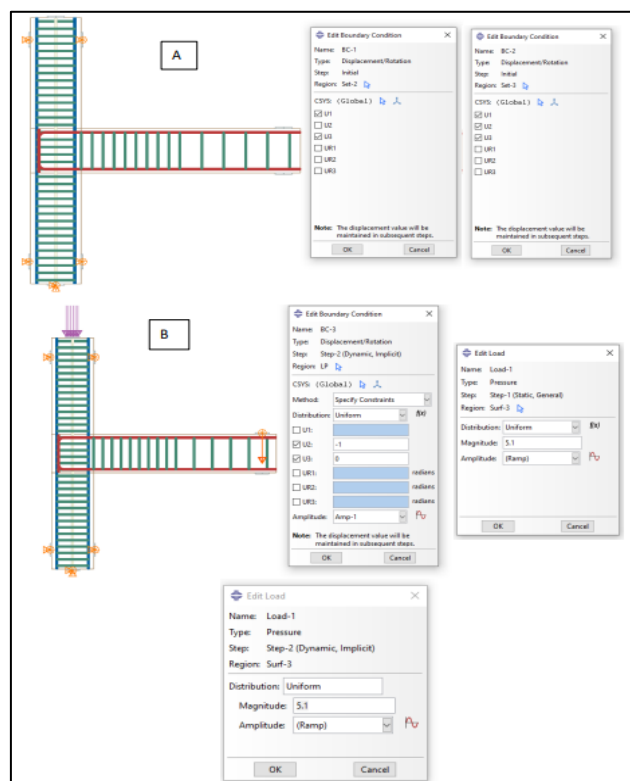 A
Edit Boundary Condition
Name: BC-1
Type: Displacement/Rotation
Step: Initial
Region: Set-2
CSYS: (Global)
U1
U2
U3
UR1
UR2
UR3
Note: The displacement value will be
maintained in subsequent steps.
OK Cancel
Edit Boundary Condition
Name: BC-2
Type: Displacement/Rotation
Step: Initial
Region: Set-3
CSYS: (Global)
U1
U2
U3
UR1
UR2
UR3
Note: The displacement value will be
maintained in subsequent steps.
OK Cancel
B
Edit Boundary Condition
Name: BC-3
Type: Displacement/Rotation
Step: Step-2 (Dynamic, Implicit)
Region: LP
CSYS: (Global)
Method: Specify Constraints
Distribution: Uniform f(x)
U1:
U2: -1
U3: 0
UR1: radians
UR2: radians
UR3: radians
Amplitude: Amp-1
Note: The displacement value will be
maintained in subsequent steps.
OK Cancel
Edit Load
Name: Load-1
Type: Pressure
Step: Step-1 (Static, General)
Region: Surf-3
Distribution: Uniform f(x)
Magnitude: 5.1
Amplitude: (Ramp)
OK Cancel
Edit Load
Name: Load-1
Type: Pressure
Step: Step-2 (Dynamic, Implicit)
Region: Surf-3
Distribution: Uniform
Magnitude: 5.1
Amplitude: (Ramp)
OK Cancel